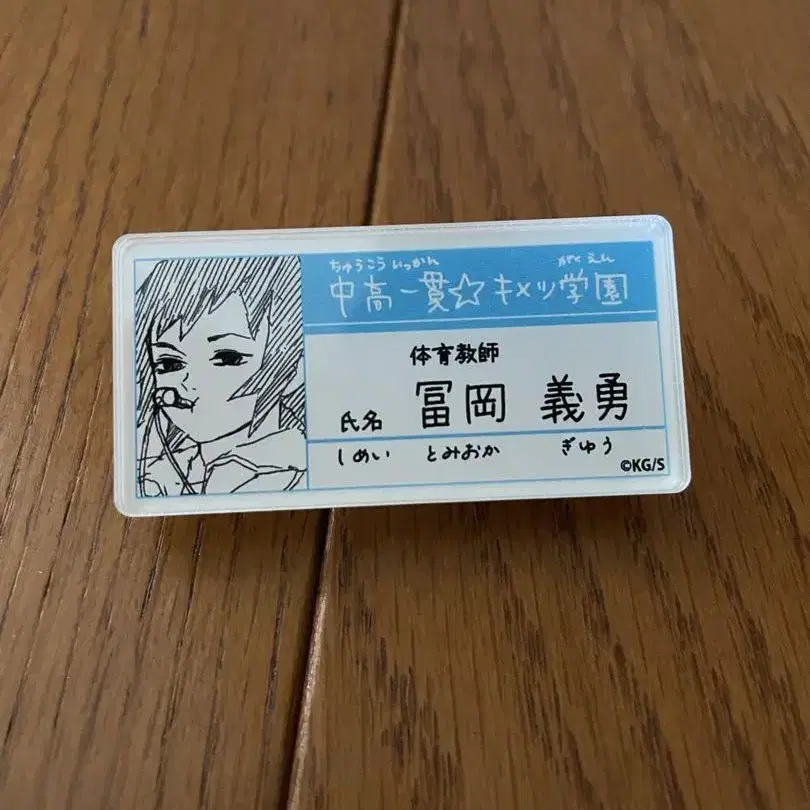 ちゅうこういっかん がくえん
中高一貫☆キメツ学園
体育教師
氏名 冨岡 義勇
しめい とみおか ぎゆう
©KG/S